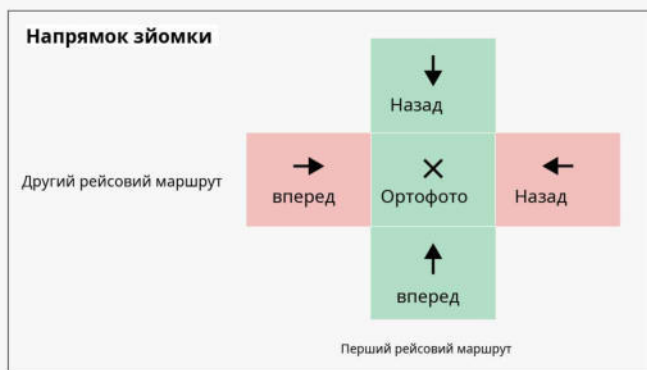 Напрямок зйомки
Назад
Другий рейсовий маршрут
вперед
Ортофото
Назад
вперед
Перший рейсовий маршрут